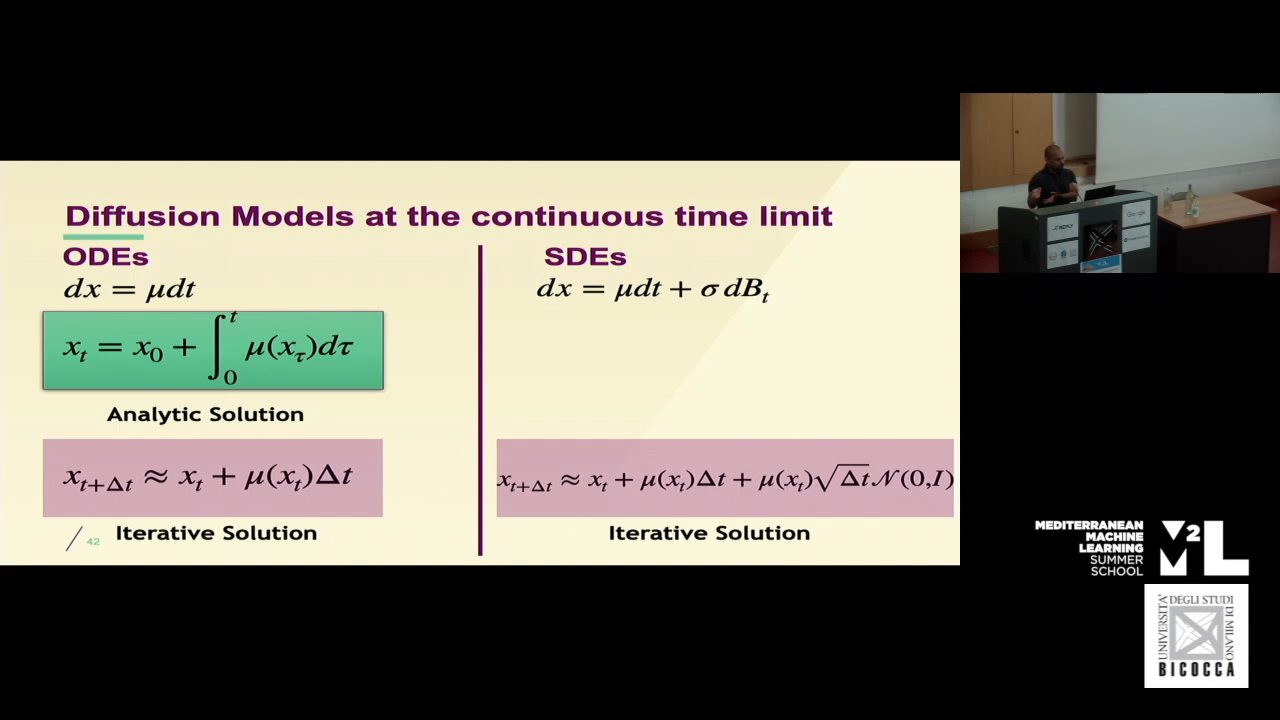 Diffusion Models at the continuous time limit
ODEs
dx = μdt
x_t = x_0 + ∫_0^t μ(x_τ)dτ
Analytic Solution
x_{t+Δt} ≈ x_t + μ(x_t)Δt
42 Iterative Solution
SDEs
dx = μdt + σ dB_t
x_{t+Δt} ≈ x_t + μ(x_t)Δt + μ(x_t)√Δt 𝒩(0,I)
Iterative Solution
Google
MEDITERRANEAN
MACHINE
LEARNING
SUMMER
SCHOOL
M2L
UNIVERSITÀ
DEGLI STUDI
DI MILANO
BICOCCA